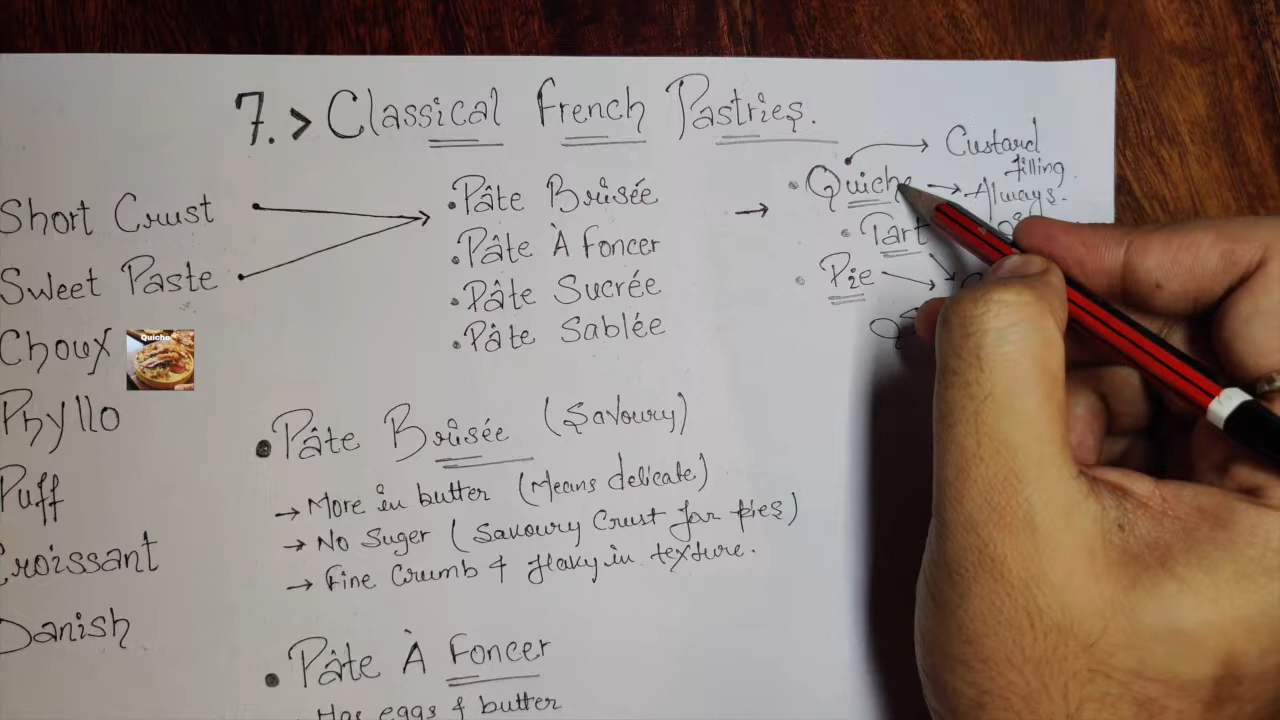 7.> Classical French Pastries.
Short Crust
Sweet Paste
Choux
Phyllo
Puff
Croissant
Danish
Quiche
• Pâte Brisée
• Pâte À Foncer
• Pâte Sucrée
• Pâte Sablée
• Quiche
Custard
filling
Always.
• Tart
• Pie
• Pâte Brisée (Savoury)
→ More in butter (Means delicate)
→ No Suger (Savoury Crust for pies)
→ Fine Crumb & flaky in texture.
• Pâte À Foncer
Has eggs & butter